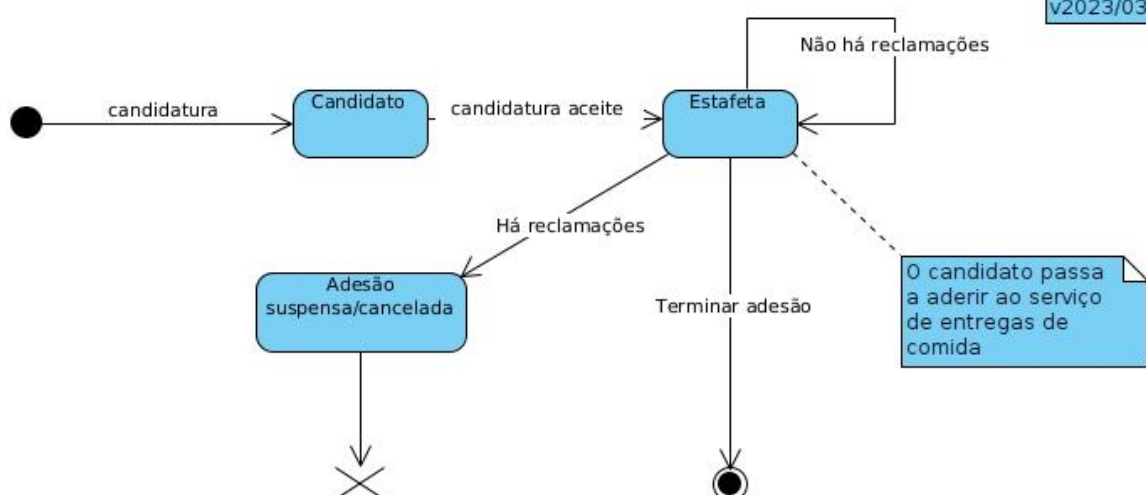 v2023/03
Não há reclamações
candidatura
Candidato
candidatura aceite
Estafeta
Há reclamações
Adesão
suspensa/cancelada
Terminar adesão
O candidato passa
a aderir ao serviço
de entregas de
comida